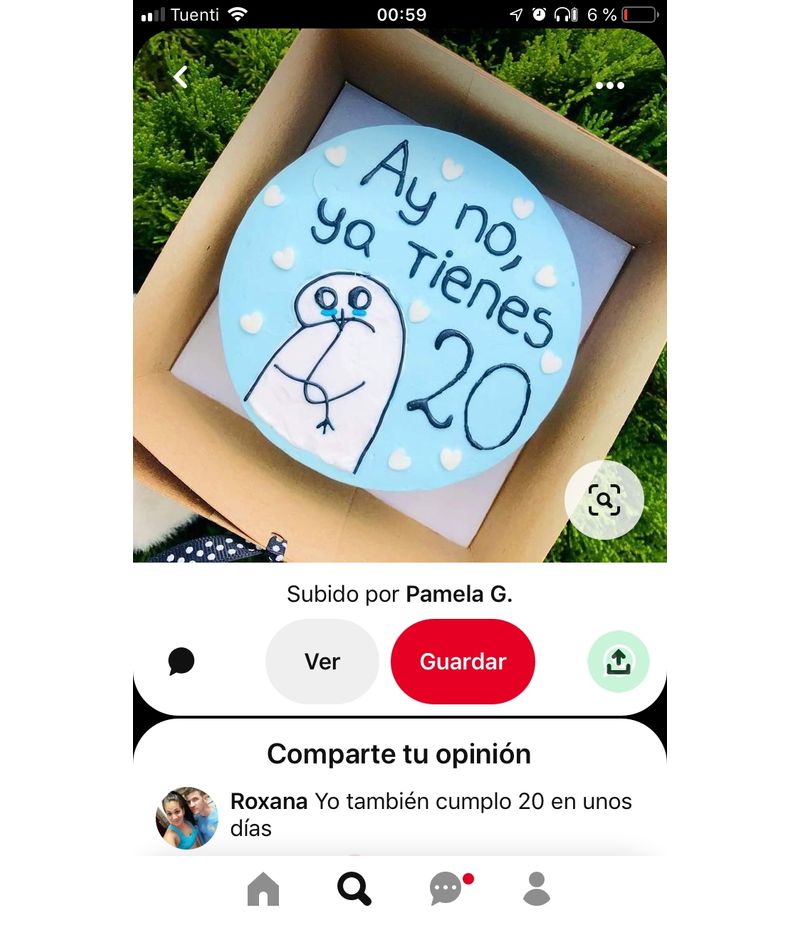 Tuenti 00:59 6 %
Ay no,
ya Tienes
20
Subido por Pamela G.
Ver Guardar
Comparte tu opinión
Roxana Yo también cumplo 20 en unos
días